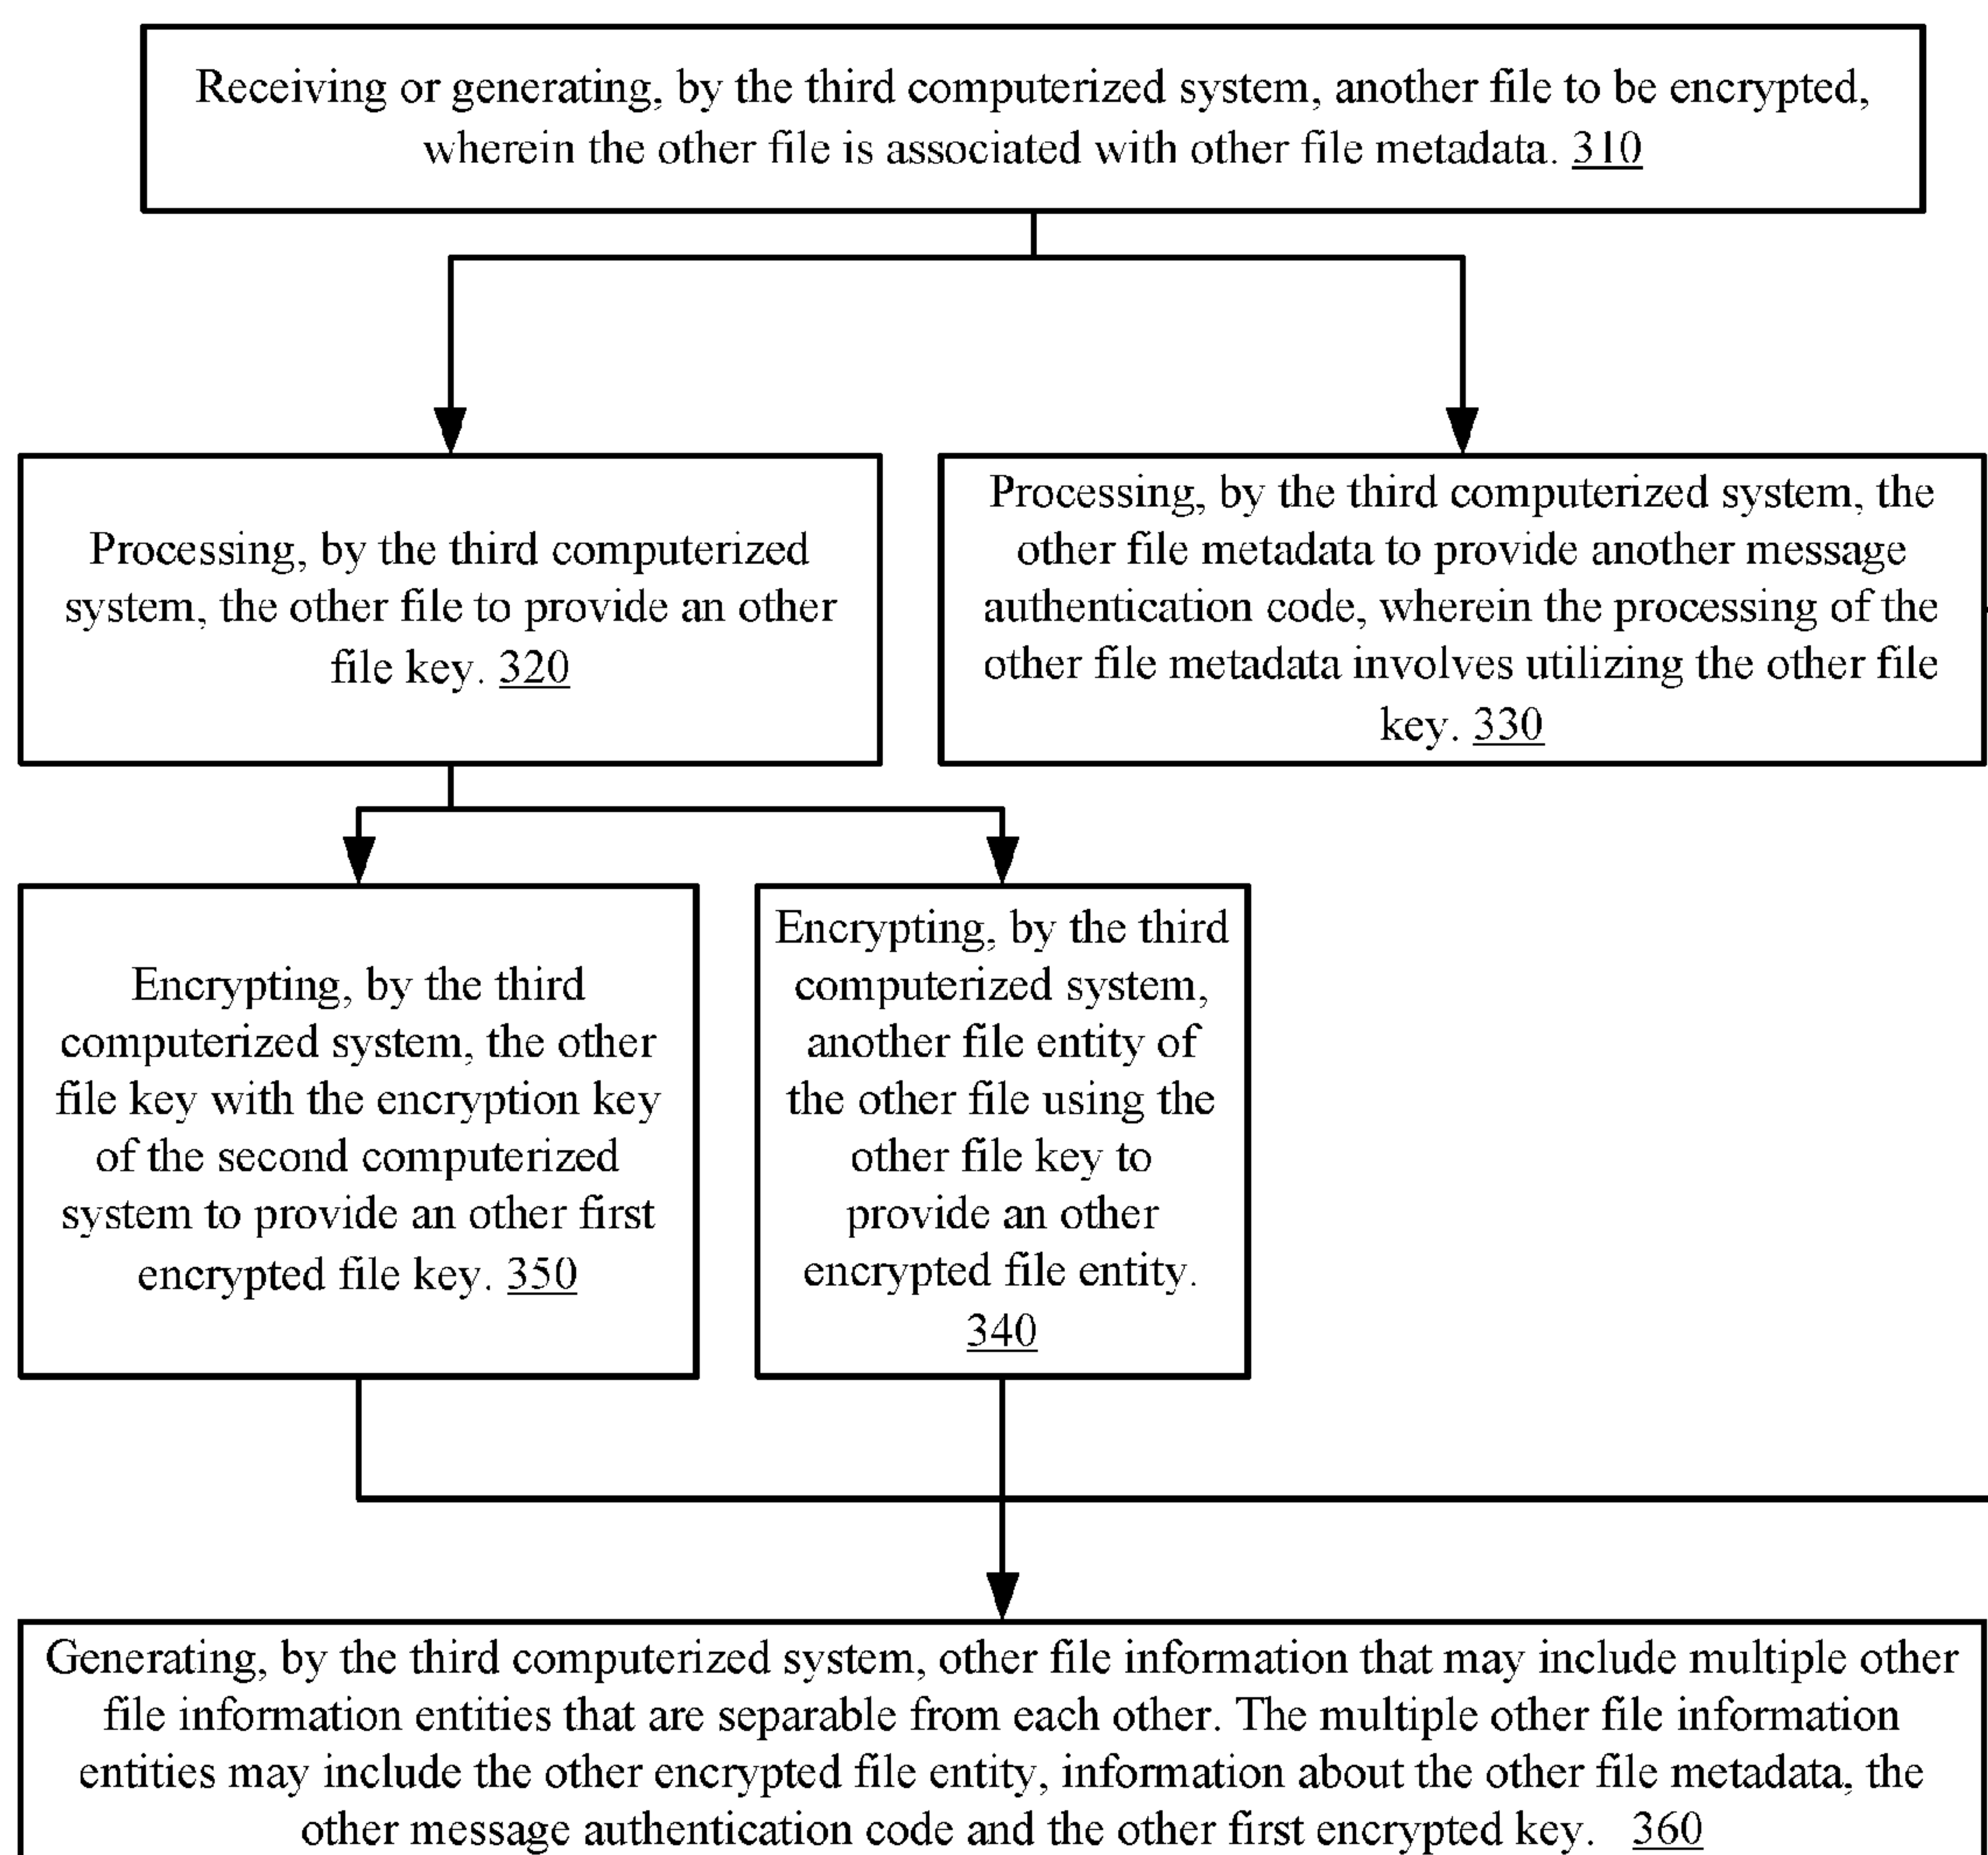 Receiving or generating, by the third computerized system, another file to be encrypted,
wherein the other file is associated with other file metadata. 310
Processing, by the third computerized
system, the other file to provide an other
file key. 320
Processing, by the third computerized system, the
other file metadata to provide another message
authentication code, wherein the processing of the
other file metadata involves utilizing the other file
key. 330
Encrypting, by the third
computerized system, the other
file key with the encryption key
of the second computerized
system to provide an other first
encrypted file key. 350
Encrypting, by the third
computerized system,
another file entity of
the other file using the
other file key to
provide an other
encrypted file entity.
340
Generating, by the third computerized system, other file information that may include multiple other
file information entities that are separable from each other. The multiple other file information
entities may include the other encrypted file entity, information about the other file metadata, the
other message authentication code and the other first encrypted key. 360